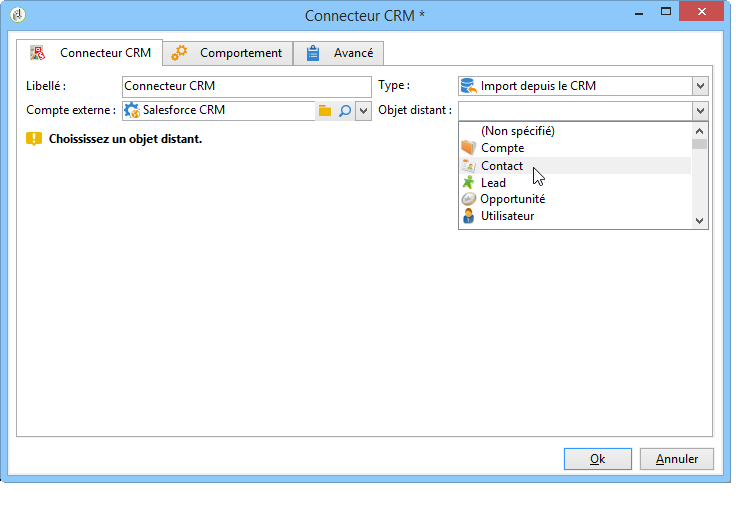 Connecteur CRM *
Connecteur CRM Comportement Avancé
Libellé : Connecteur CRM Type : Import depuis le CRM
Compte externe : Salesforce CRM Objet distant :
Choississez un objet distant.
(Non spécifié)
Compte
Contact
Lead
Opportunité
Utilisateur
Ok Annuler